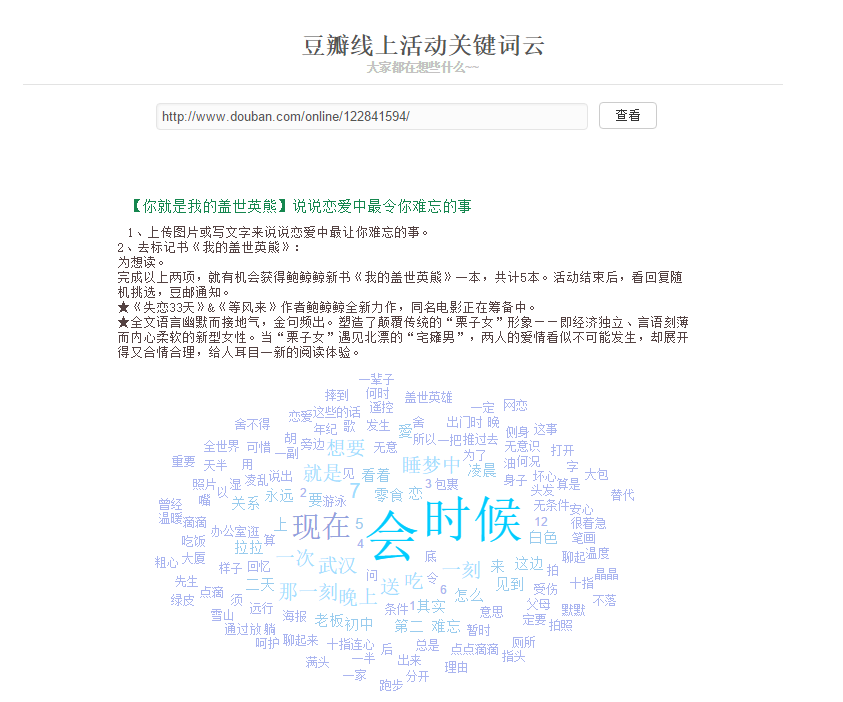 豆瓣线上活动关键词云
大家都在想些什么~~
http://www.douban.com/online/122841594/ 查看
【你就是我的盖世英熊】说说恋爱中最令你难忘的事
1、上传图片或写文字来说说恋爱中最让你难忘的事。
2、去标记书《我的盖世英熊》:
为想读。
完成以上两项，就有机会获得鲍鲸鲸新书《我的盖世英熊》一本，共计5本。活动结束后，看回复随
机挑选，豆邮通知。
★《失恋33天》&《等风来》作者鲍鲸鲸全新力作，同名电影正在筹备中。
★全文语言幽默而接地气，金句频出。塑造了颠覆传统的“栗子女”形象－－即经济独立、言语刻薄
而内心柔软的新型女性。当“栗子女”遇见北漂的“宅瘫男”，两人的爱情看似不可能发生，却展开
得又合情合理，给人耳目一新的阅读体验。
一辈子
摔到 何时 盖世英雄
恋爱 这些的话 遥控 一定 网恋
舍不得 年纪 歌 发生 愛 舍 出门时 晚
胡 侧身 这事
全世界 可惜 旁边 想要 无意 所以 一把 推过去 无意识 打开
重要 天半 用 一副 睡梦中 为了 油 何况 字
凌乱 说出 就是 见 看着 凌晨 身子 坏心 大包
照片 湿 3 包裹 算是
嘴 以 永远 2 7 零食 恋 头发 替代
曾经 关系 要 游泳 无条件 安心
温暖 滴滴 上 现在 5 会 时候 12 很着急
办公室 逛 白色 笔画
吃饭 拉拉 算 4
粗心 大厦 一次 武汉 底 聊起 温度
样子 回忆 问 一刻 来 这边 拍 晶晶
先生 二天 送 吃 令 见到 十指
点滴 那一刻 晚上 6 怎么 受伤
绿皮 须 远行 条件 1 其实 父母 默默 不落
雪山 海报 老板 初中 意思 定要 拍照
通过 放 躺 第二 难忘 暂时
呵护 聊起来 十指连心 后 总是 点点滴滴 厕所
满头 一半 出来 指头
一家 理由
跑步 分开